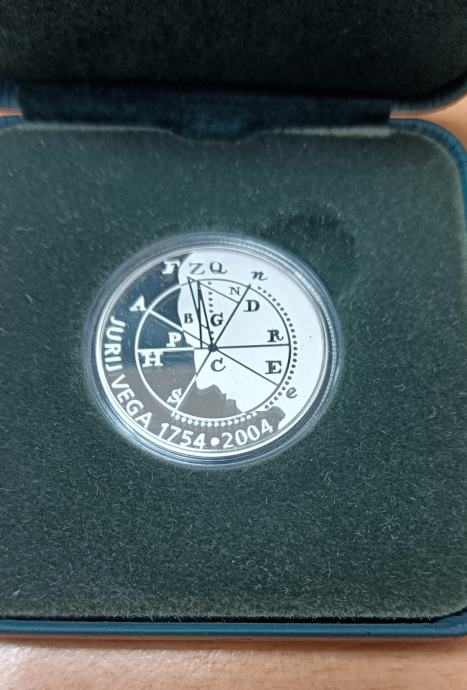 F Z Q n
A N D
B G
P R
H C E
S e
JURIJ VEGA 1754•2004